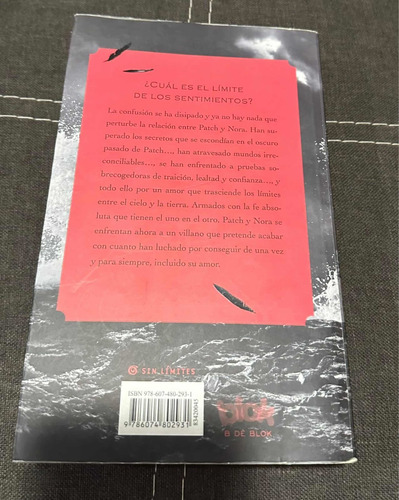 ¿CUÁL ES EL LÍMITE
DE LOS SENTIMIENTOS?
La confusión se ha disipado y ya no hay nada que
perturbe la relación entre Patch y Nora. Han su-
perado los secretos que se escondían en el oscuro
pasado de Patch..., han atravesado mundos irre-
conciliables..., se han enfrentado a pruebas so-
brecogedoras de traición, lealtad y confianza..., y
todo ello por un amor que trasciende los límites
entre el cielo y la tierra. Armados con la fe abso-
luta que tienen el uno en el otro, Patch y Nora se
enfrentan ahora a un villano que pretende acabar
con cuanto han luchado por conseguir de una vez
y para siempre, incluido su amor.
SIN LÍMITES
ISBN 978-607-480-293-1
9 786074 802931
B DE BLOK